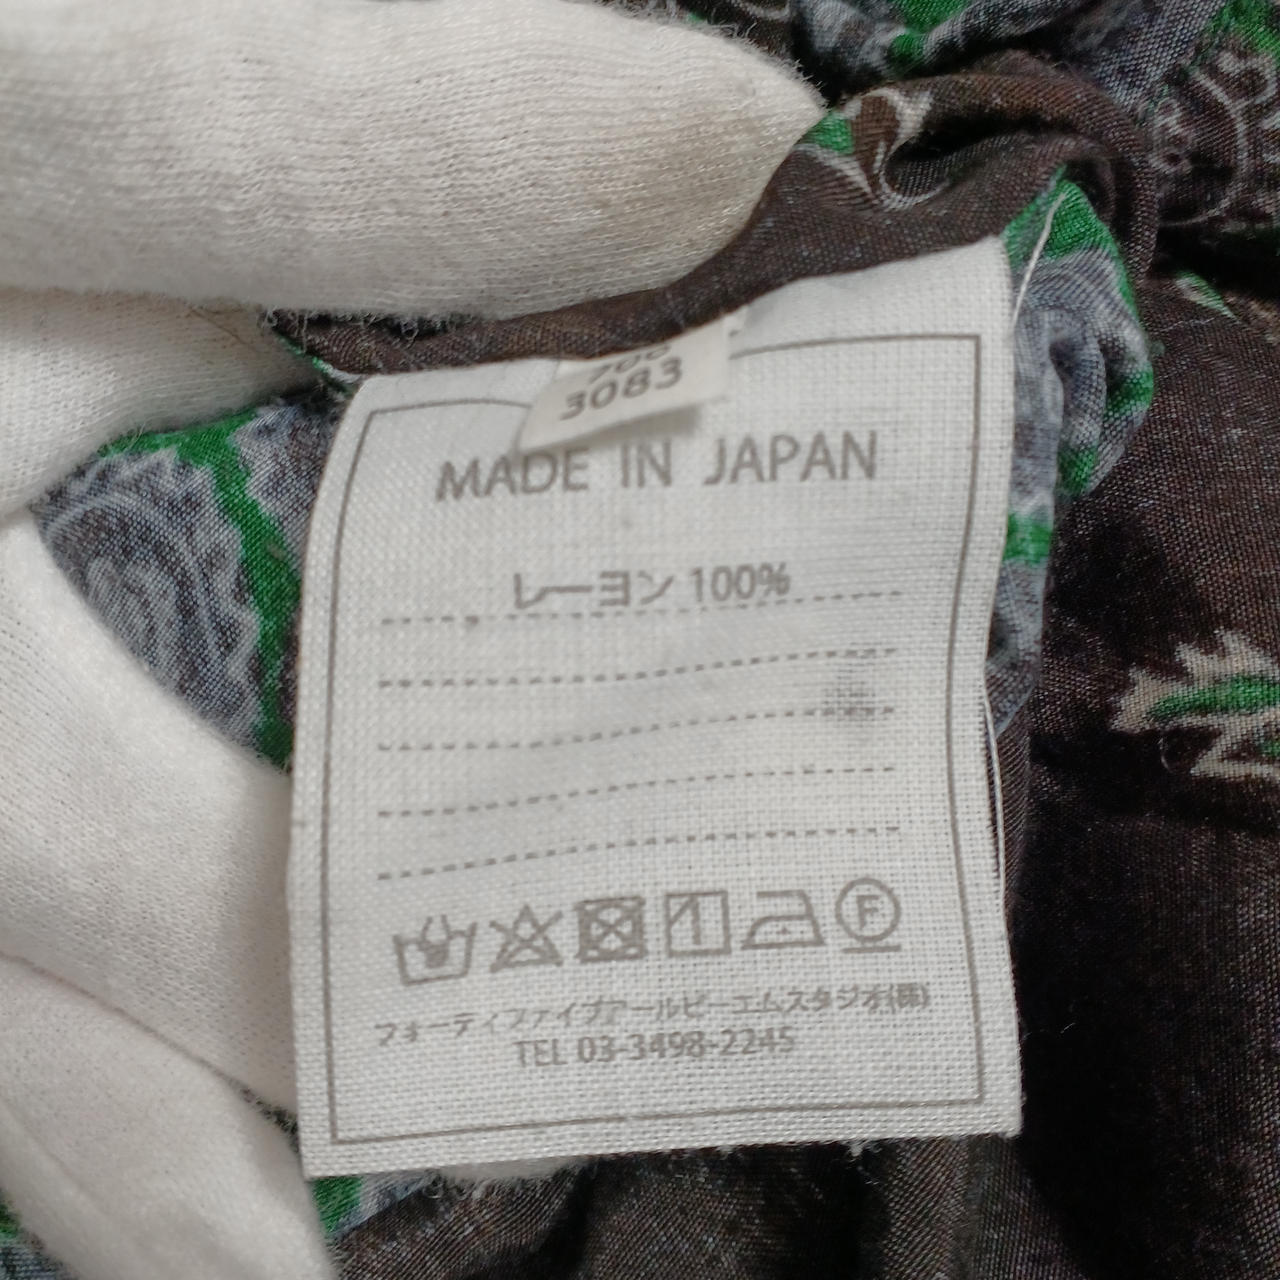 3083
MADE IN JAPAN
レーヨン 100%
F
フォーティファイブアールピーエムスタジオ(株)
TEL 03-3498-2245